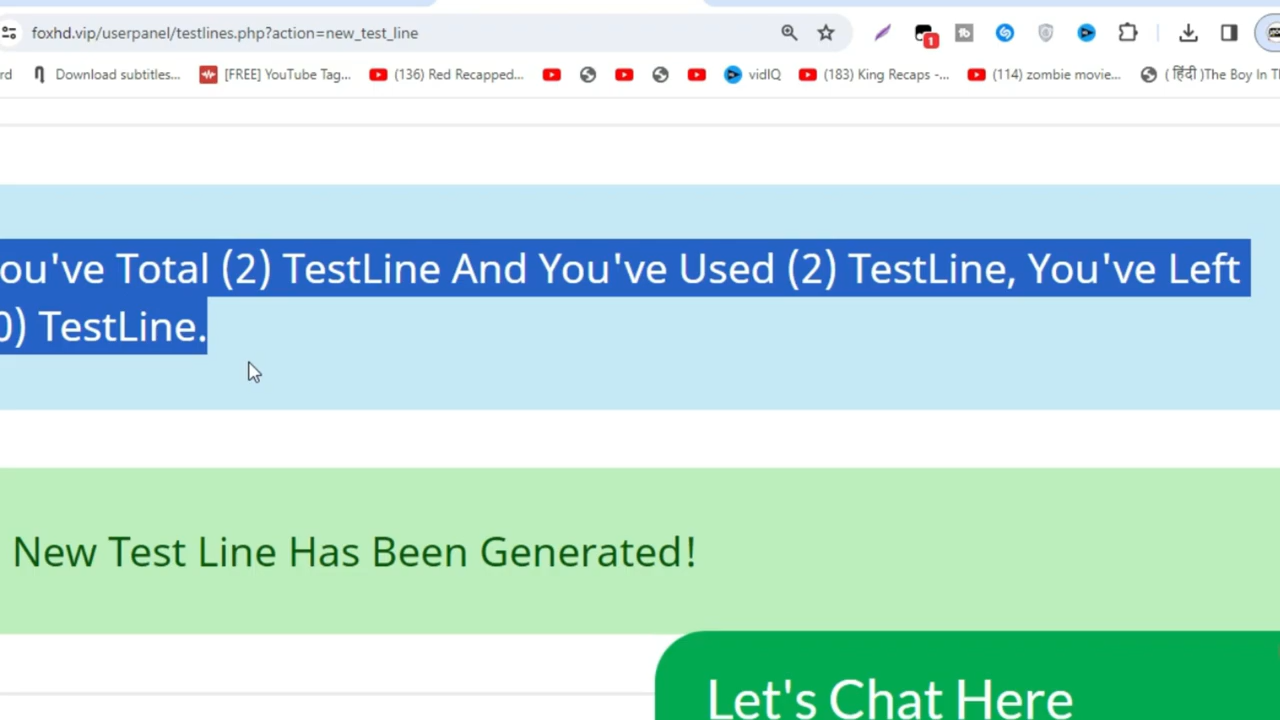 foxhd.vip/userpanel/testlines.php?action=new_test_line
1
rd Download subtitles... [FREE] YouTube Tag... (136) Red Recapped... vidIQ (183) King Recaps -... (114) zombie movie... ( हिंदी )The Boy In T
ou've Total (2) TestLine And You've Used (2) TestLine, You've Left
0) TestLine.
New Test Line Has Been Generated!
Let's Chat Here